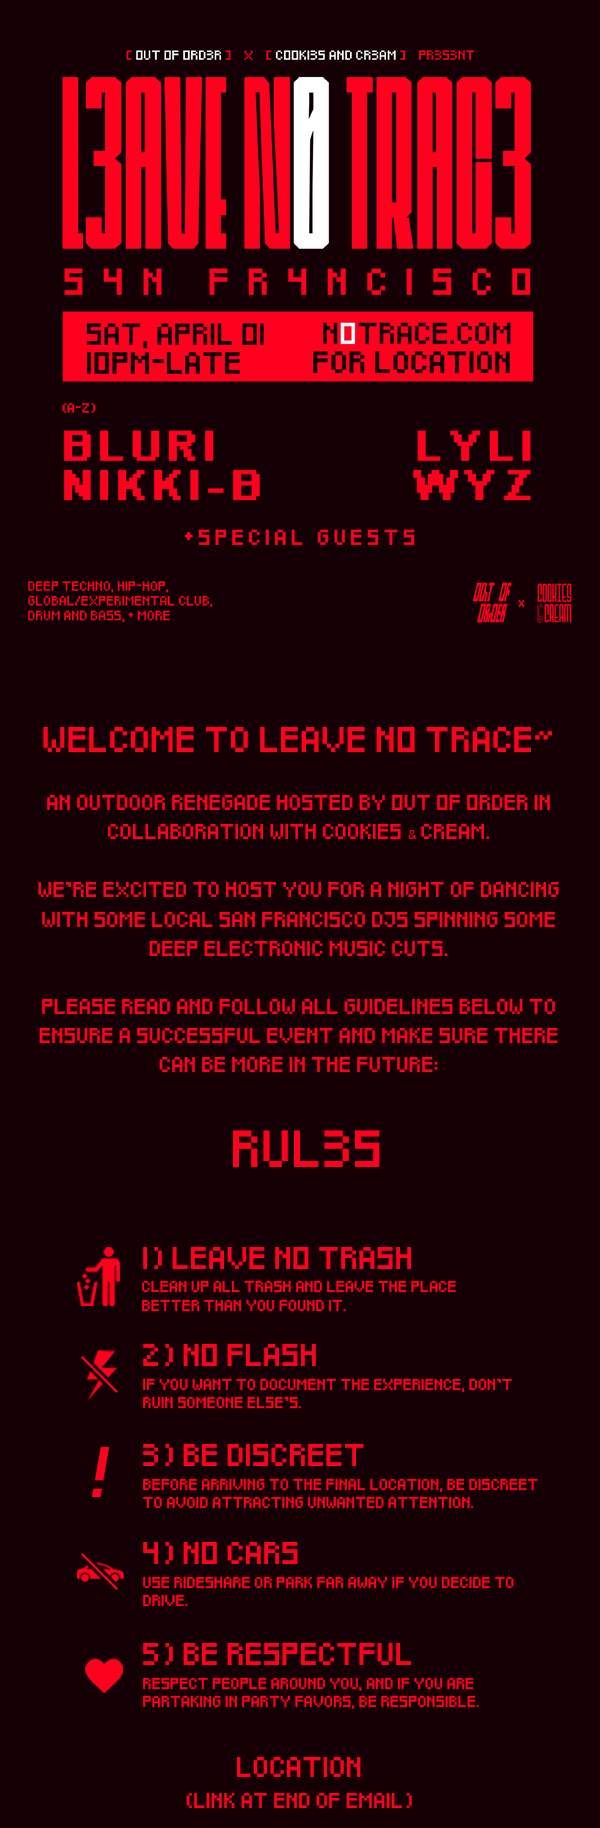 [ OUT OF ORD3R ] X [ COOKI3S AND CR3AM ] PR3S3NT
L3AVE NO TRAC3
S4N FR4NCISCO
SAT, APRIL 01
10PM-LATE
NOTRACE.COM
FOR LOCATION
(A-Z)
BLURI
NIKKI-B
LYLI
WYZ
+SPECIAL GUESTS
DEEP TECHNO, HIP-HOP,
GLOBAL/EXPERIMENTAL CLUB,
DRUM AND BASS, + MORE
OUT OF
ORDER
x
COOKIES
&CREAM
WELCOME TO LEAVE NO TRACE~
AN OUTDOOR RENEGADE HOSTED BY OUT OF ORDER IN
COLLABORATION WITH COOKIES & CREAM.
WE'RE EXCITED TO HOST YOU FOR A NIGHT OF DANCING
WITH SOME LOCAL SAN FRANCISCO DJS SPINNING SOME
DEEP ELECTRONIC MUSIC CUTS.
PLEASE READ AND FOLLOW ALL GUIDELINES BELOW TO
ENSURE A SUCCESSFUL EVENT AND MAKE SURE THERE
CAN BE MORE IN THE FUTURE:
RUL3S
1) LEAVE NO TRASH
CLEAN UP ALL TRASH AND LEAVE THE PLACE
BETTER THAN YOU FOUND IT.
2) NO FLASH
IF YOU WANT TO DOCUMENT THE EXPERIENCE, DON'T
RUIN SOMEONE ELSE'S.
3) BE DISCREET
BEFORE ARRIVING TO THE FINAL LOCATION, BE DISCREET
TO AVOID ATTRACTING UNWANTED ATTENTION.
4) NO CARS
USE RIDESHARE OR PARK FAR AWAY IF YOU DECIDE TO
DRIVE.
5) BE RESPECTFUL
RESPECT PEOPLE AROUND YOU, AND IF YOU ARE
PARTAKING IN PARTY FAVORS, BE RESPONSIBLE.
LOCATION
(LINK AT END OF EMAIL)